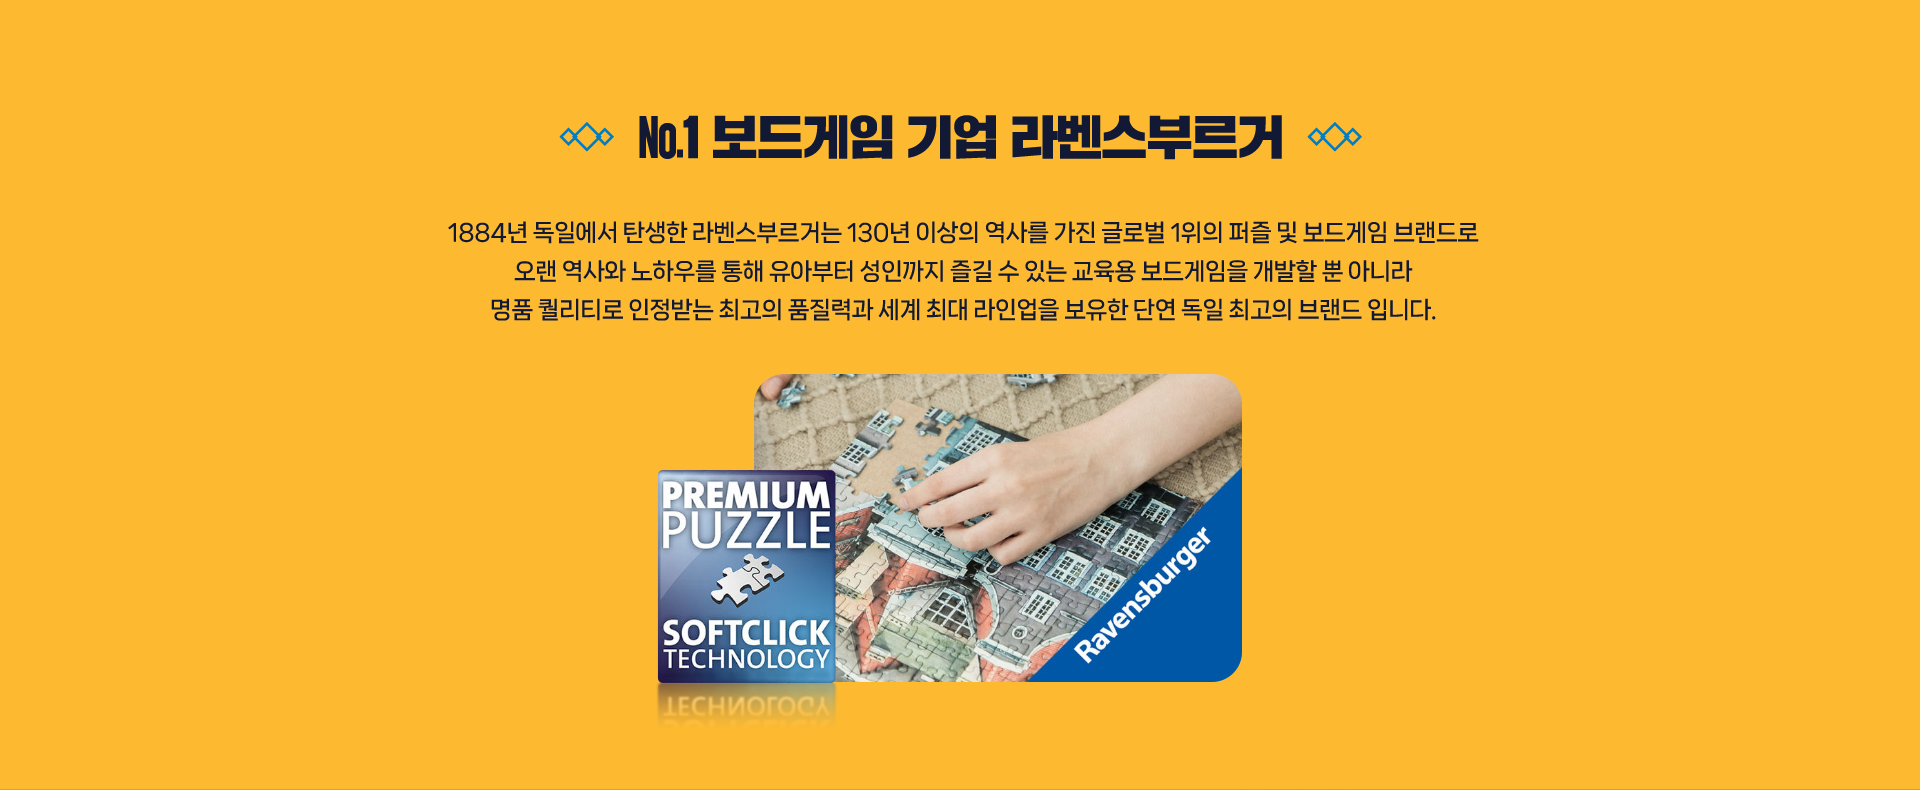 No.1 보드게임 기업 라벤스부르거
1884년 독일에서 탄생한 라벤스부르거는 130년 이상의 역사를 가진 글로벌 1위의 퍼즐 및 보드게임 브랜드로
오랜 역사와 노하우를 통해 유아부터 성인까지 즐길 수 있는 교육용 보드게임을 개발할 뿐 아니라
명품 퀄리티로 인정받는 최고의 품질력과 세계 최대 라인업을 보유한 단연 독일 최고의 브랜드 입니다.
PREMIUM
PUZZLE
SOFTCLICK
TECHNOLOGY
Ravensburger